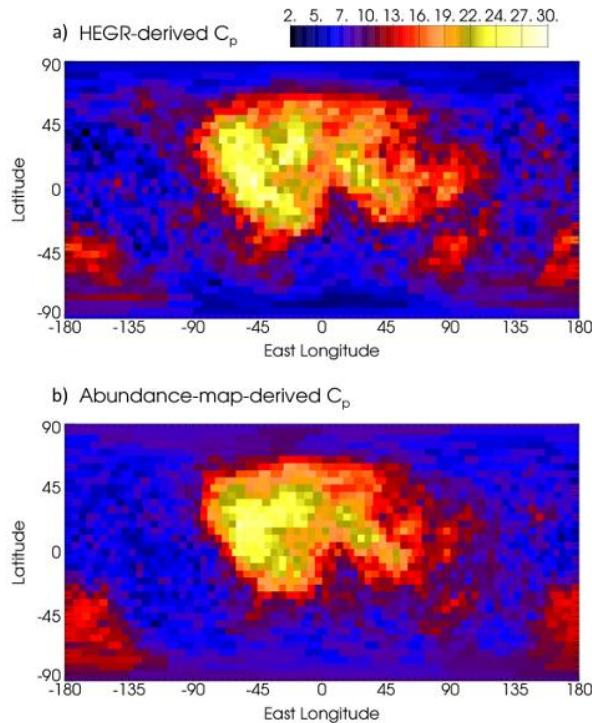 2. 5. 7. 10. 13. 16. 19. 22. 24. 27. 30.
a) HEGR-derived Cp
90
45
0
-45
-90
Latitude
-180 -135 -90 -45 0 45 90 135 180
East Longitude
b) Abundance-map-derived Cp
90
45
0
-45
-90
Latitude
-180 -135 -90 -45 0 45 90 135 180
East Longitude